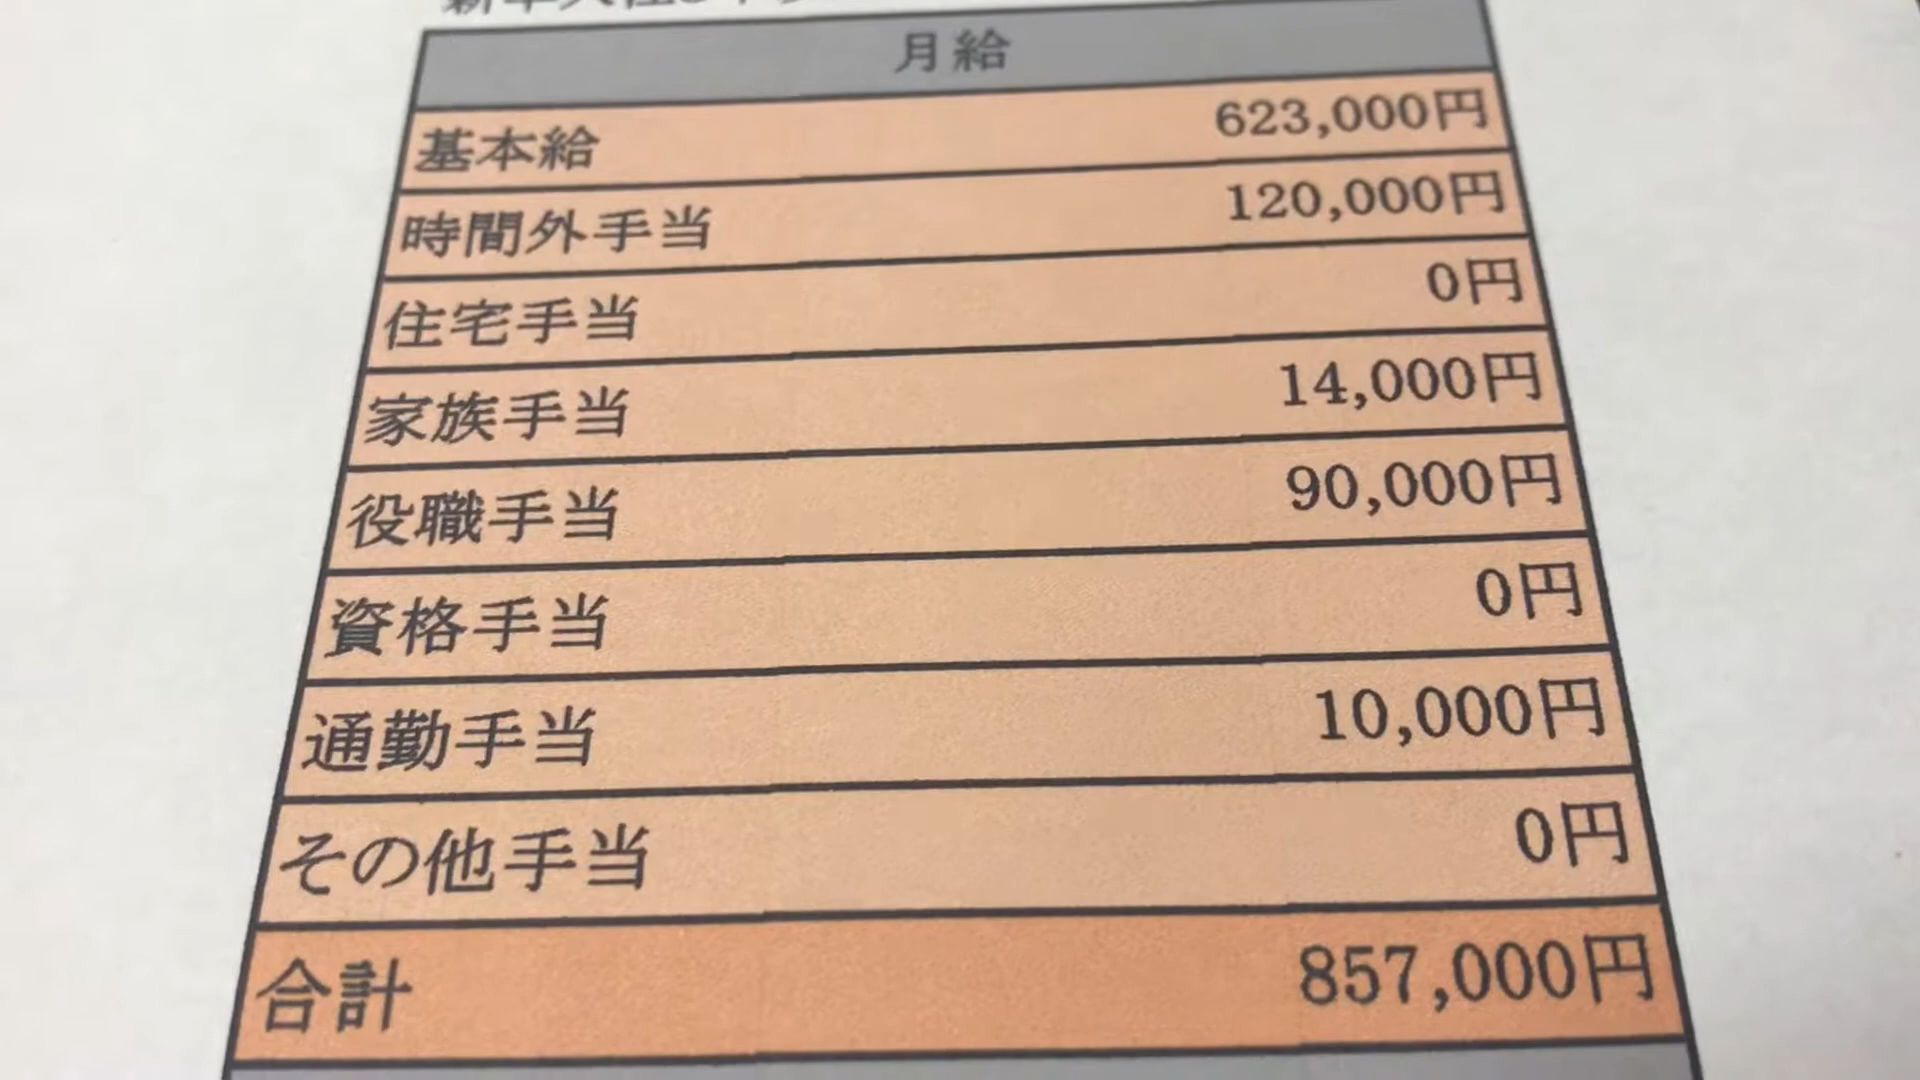 月給
基本給 623,000円
時間外手当 120,000円
住宅手当 0円
家族手当 14,000円
役職手当 90,000円
資格手当 0円
通勤手当 10,000円
その他手当 0円
合計 857,000円